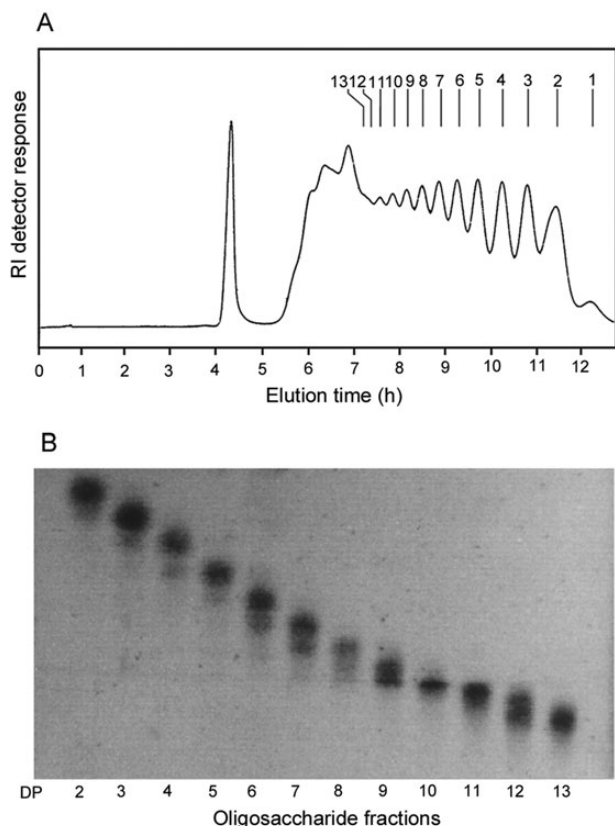 A
RI detector response
13 12 11 11 10 9 8 7 6 5 4 3 2 1
0 1 2 3 4 5 6 7 8 9 10 11 12
Elution time (h)
B
DP 2 3 4 5 6 7 8 9 10 11 12 13
Oligosaccharide fractions